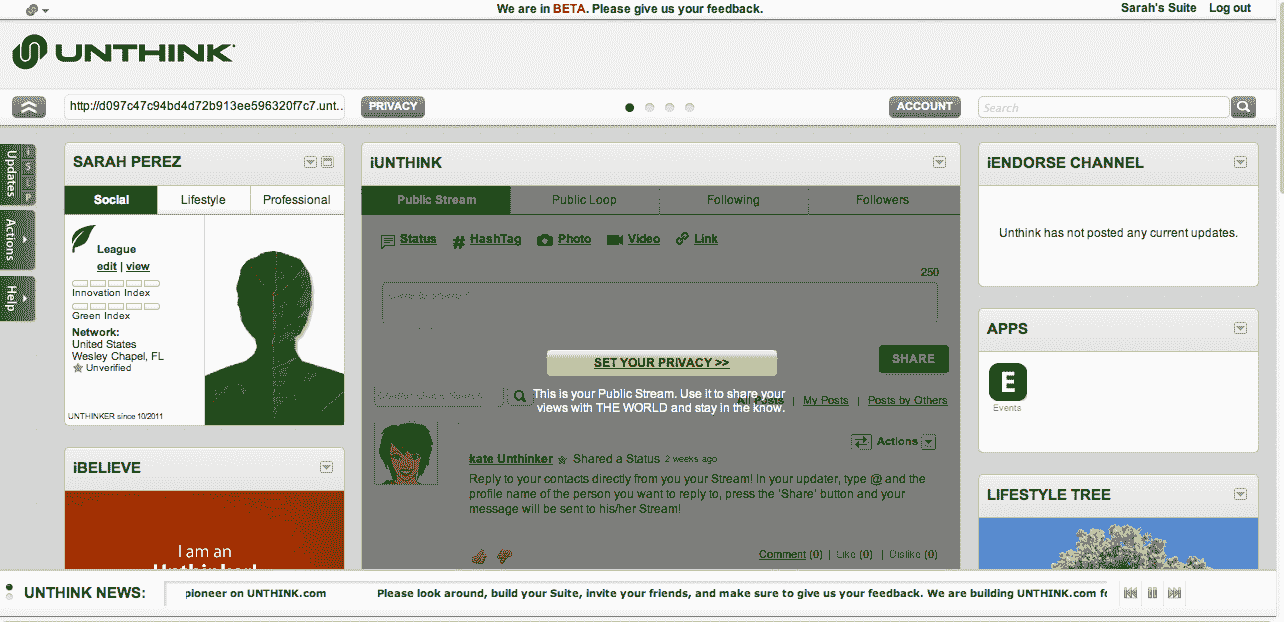 We are in BETA. Please give us your feedback.
Sarah's Suite Log out
UNTHINK
http://d097c47c94bd4d72b913ee596320f7c7.unt...
PRIVACY
ACCOUNT
Search
Updates
Actions
Help
SARAH PEREZ
Social Lifestyle Professional
League
edit | view
Innovation Index
Green Index
Network:
United States
Wesley Chapel, FL
Unverified
UNTHINKER since 10/2011
iBELIEVE
I am an
Unthinker!
iUNTHINK
Public Stream Public Loop Following Followers
Status # HashTag Photo Video Link
250
SHARE
SET YOUR PRIVACY >>
This is your Public Stream. Use it to share your
views with THE WORLD and stay in the know.
All Posts | My Posts | Posts by Others
Actions
kate Unthinker Shared a Status 2 weeks ago
Reply to your contacts directly from you your Stream! In your updater, type @ and the
profile name of the person you want to reply to, press the 'Share' button and your
message will be sent to his/her Stream!
Comment (0) | Like (0) | Dislike (0)
iENDORSE CHANNEL
Unthink has not posted any current updates.
APPS
E
Events
LIFESTYLE TREE
UNTHINK NEWS:
pioneer on UNTHINK.com Please look around, build your Suite, invite your friends, and make sure to give us your feedback. We are building UNTHINK.com fo